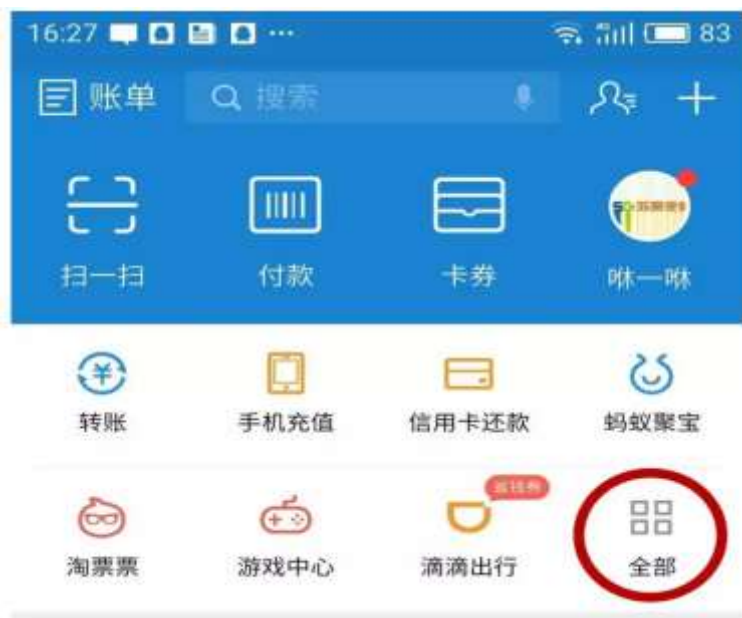 16:27 83
账单 搜索
扫一扫 付款 卡券 咻一咻
转账 手机充值 信用卡还款 蚂蚁聚宝
淘票票 游戏中心 滴滴出行 全部